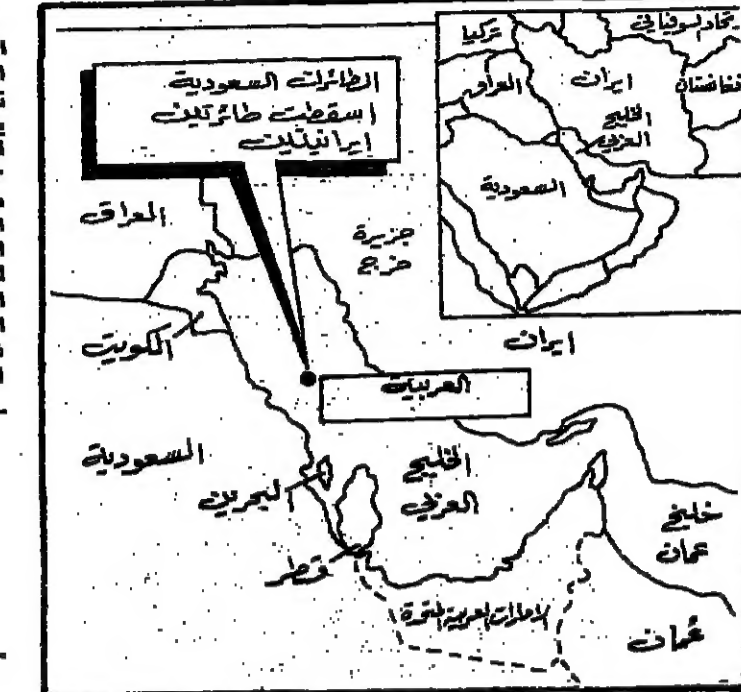 تركيا
العراق
ايران
الخليج
العربي
السعودية
الطائرات السعودية
اسقطت طائرتين
إيرانيتين
العراق
جزيرة
خرج
ايران
الكويت
العربية
السعودية
البحرين
الخليج
العربي
خليج
عمان
قطر
الامارات العربية المتحدة
عُمان